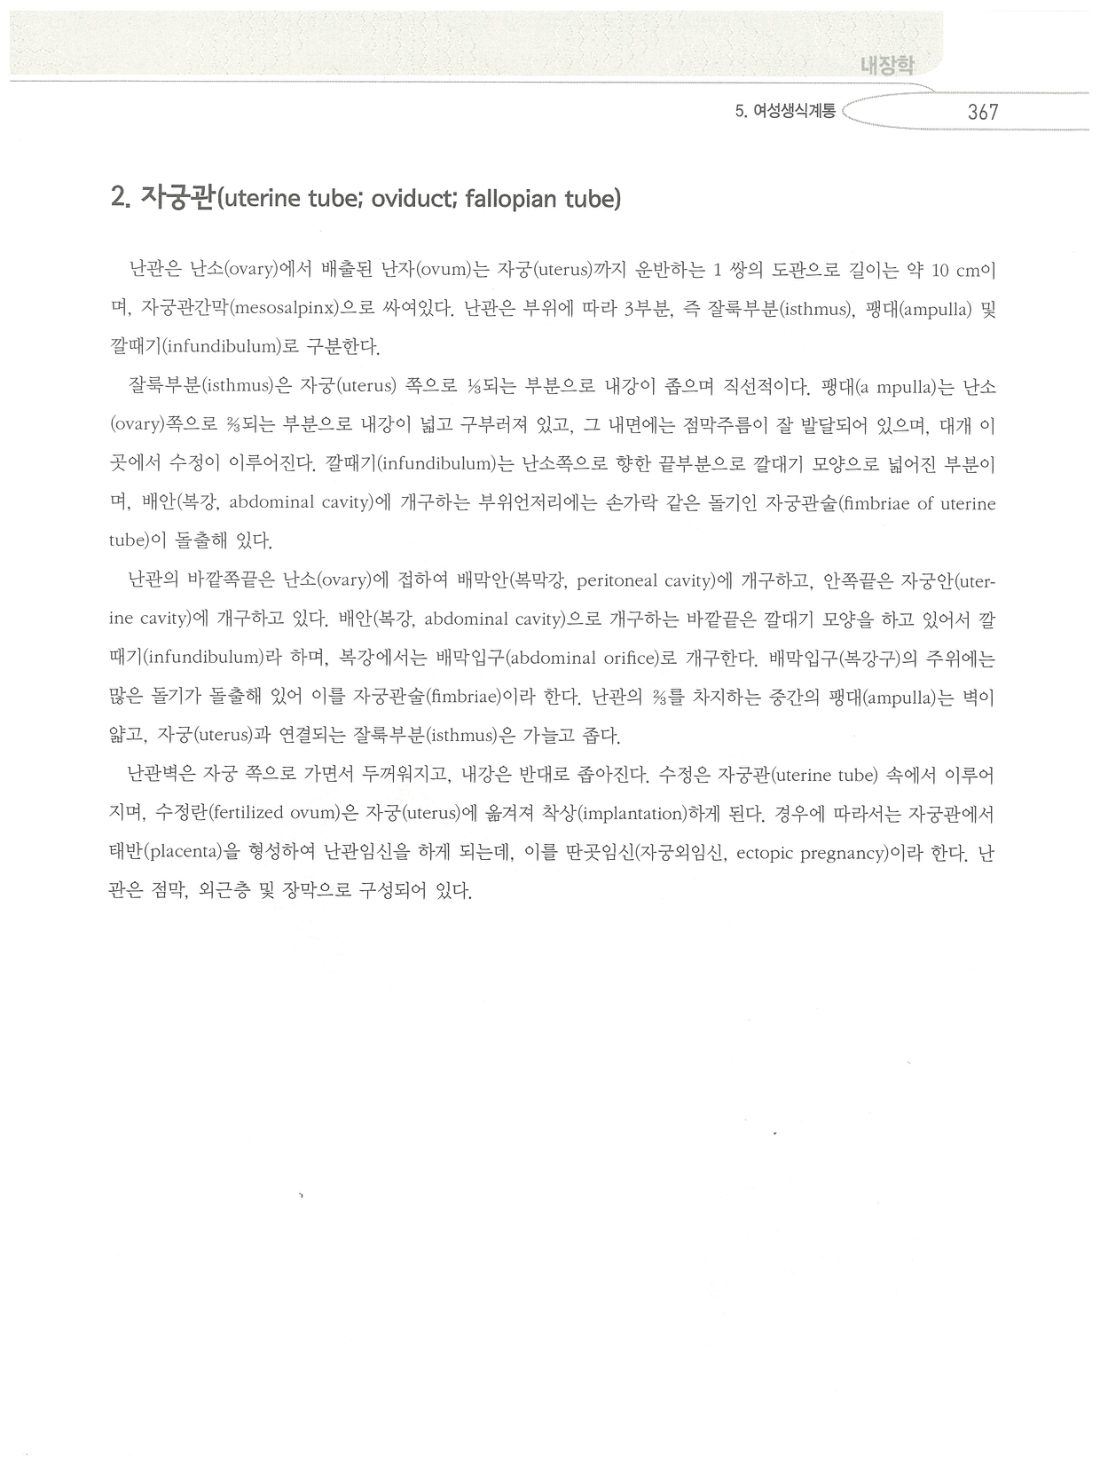 내장학
5. 여성생식계통 367
2. 자궁관(uterine tube; oviduct; fallopian tube)
난관은 난소(ovary)에서 배출된 난자(ovum)는 자궁(uterus)까지 운반하는 1 쌍의 도관으로 길이는 약 10 cm이
며, 자궁관간막(mesosalpinx)으로 싸여있다. 난관은 부위에 따라 3부분, 즉 잘룩부분(isthmus), 팽대(ampulla) 및
깔때기(infundibulum)로 구분한다.
잘룩부분(isthmus)은 자궁(uterus) 쪽으로 ⅓되는 부분으로 내강이 좁으며 직선적이다. 팽대(a mpulla)는 난소
(ovary)쪽으로 ⅔되는 부분으로 내강이 넓고 구부러져 있고, 그 내면에는 점막주름이 잘 발달되어 있으며, 대개 이
곳에서 수정이 이루어진다. 깔때기(infundibulum)는 난소쪽으로 향한 끝부분으로 깔대기 모양으로 넓어진 부분이
며, 배안(복강, abdominal cavity)에 개구하는 부위언저리에는 손가락 같은 돌기인 자궁관술(fimbriae of uterine
tube)이 돌출해 있다.
난관의 바깥쪽끝은 난소(ovary)에 접하여 배막안(복막강, peritoneal cavity)에 개구하고, 안쪽끝은 자궁안(uter-
ine cavity)에 개구하고 있다. 배안(복강, abdominal cavity)으로 개구하는 바깥끝은 깔대기 모양을 하고 있어서 깔
때기(infundibulum)라 하며, 복강에서는 배막입구(abdominal orifice)로 개구한다. 배막입구(복강구)의 주위에는
많은 돌기가 돌출해 있어 이를 자궁관술(fimbriae)이라 한다. 난관의 ⅔를 차지하는 중간의 팽대(ampulla)는 벽이
얇고, 자궁(uterus)과 연결되는 잘룩부분(isthmus)은 가늘고 좁다.
난관벽은 자궁 쪽으로 가면서 두꺼워지고, 내강은 반대로 좁아진다. 수정은 자궁관(uterine tube) 속에서 이루어
지며, 수정란(fertilized ovum)은 자궁(uterus)에 옮겨져 착상(implantation)하게 된다. 경우에 따라서는 자궁관에서
태반(placenta)을 형성하여 난관임신을 하게 되는데, 이를 딴곳임신(자궁외임신, ectopic pregnancy)이라 한다. 난
관은 점막, 외근층 및 장막으로 구성되어 있다.